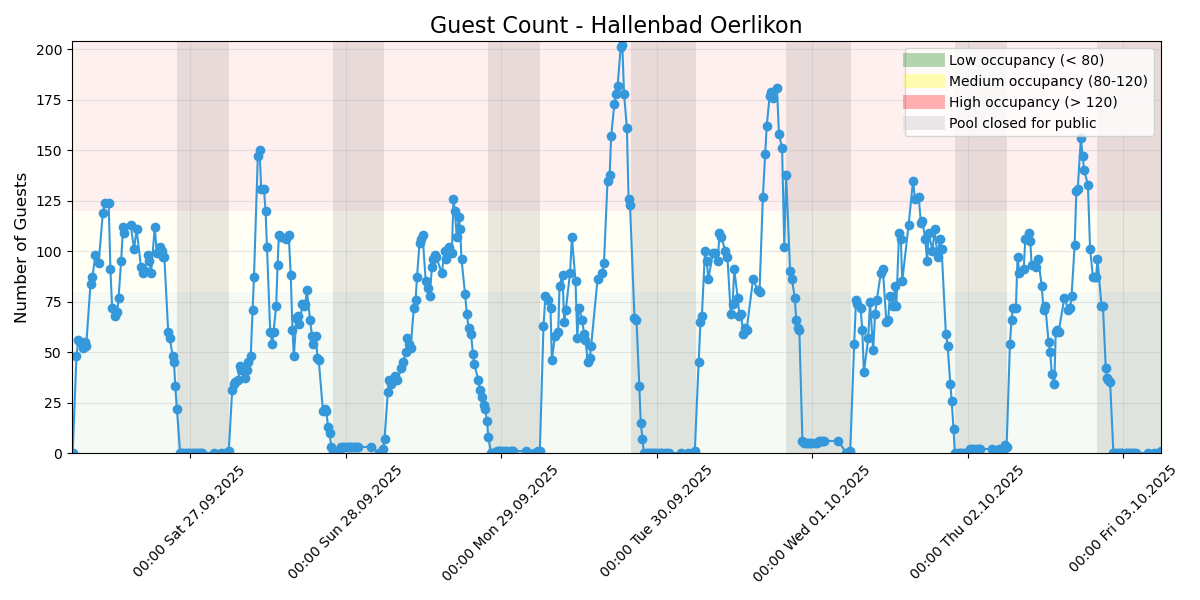 Guest Count - Hallenbad Oerlikon
Number of Guests
200
175
150
125
100
75
50
25
0
Low occupancy (< 80)
Medium occupancy (80-120)
High occupancy (> 120)
Pool closed for public
00:00 Sat 27.09.2025
00:00 Sun 28.09.2025
00:00 Mon 29.09.2025
00:00 Tue 30.09.2025
00:00 Wed 01.10.2025
00:00 Thu 02.10.2025
00:00 Fri 03.10.2025